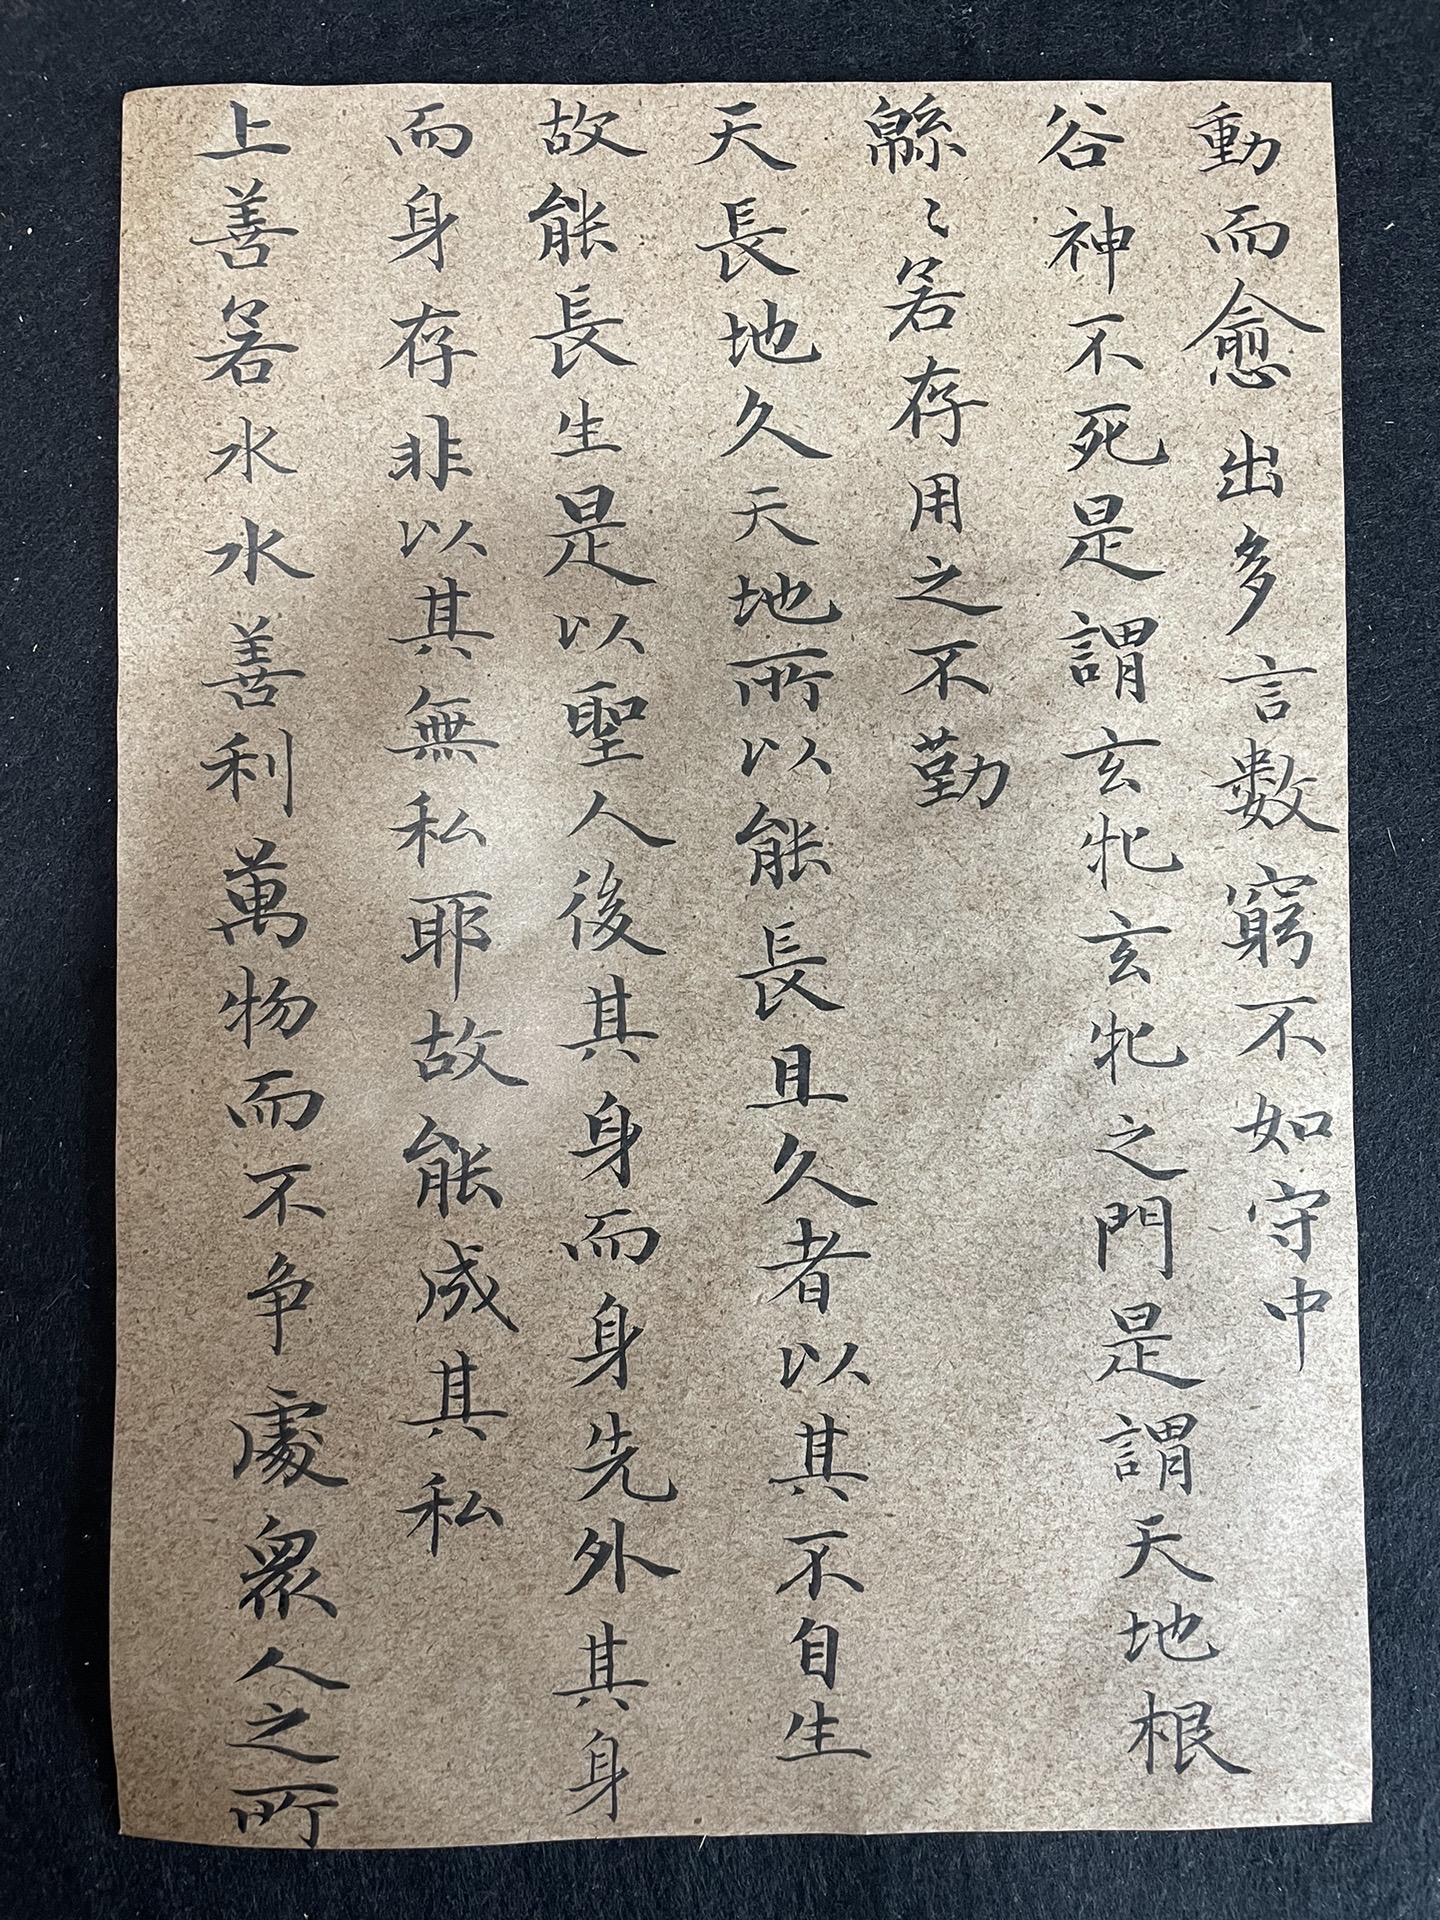 動而愈出多言數窮不如守中
谷神不死是謂玄牝玄牝之門是謂天地根
緜〻若存用之不勤
天長地久天地所以能長且久者以其不自生
故能長生是以聖人後其身而身先外其身
而身存非以其無私耶故能成其私
上善若水水善利萬物而不争處衆人之所